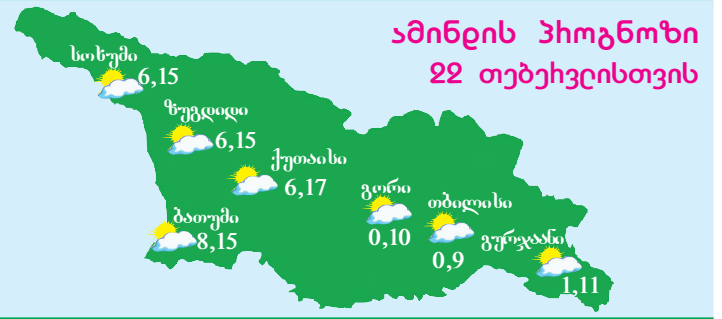 ამინდის პროგნოზი
22 თებერვლისთვის
სოხუმი
6,15
ზუგდიდი
6,15
ქუთაისი
6,17
გორი
0,10
თბილისი
0,9
ბათუმი
8,15
გურჯაანი
1,11